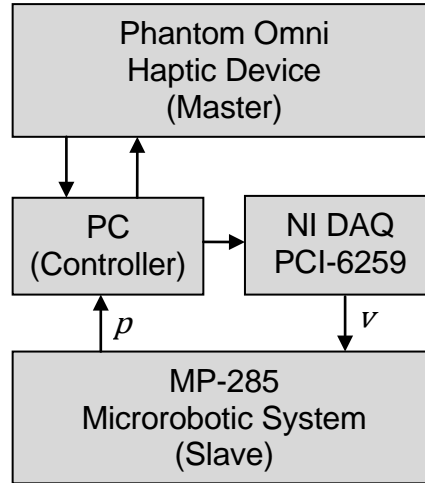 Phantom Omni
Haptic Device
(Master)
PC
(Controller)
NI DAQ
PCI-6259
p
v
MP-285
Microrobotic System
(Slave)